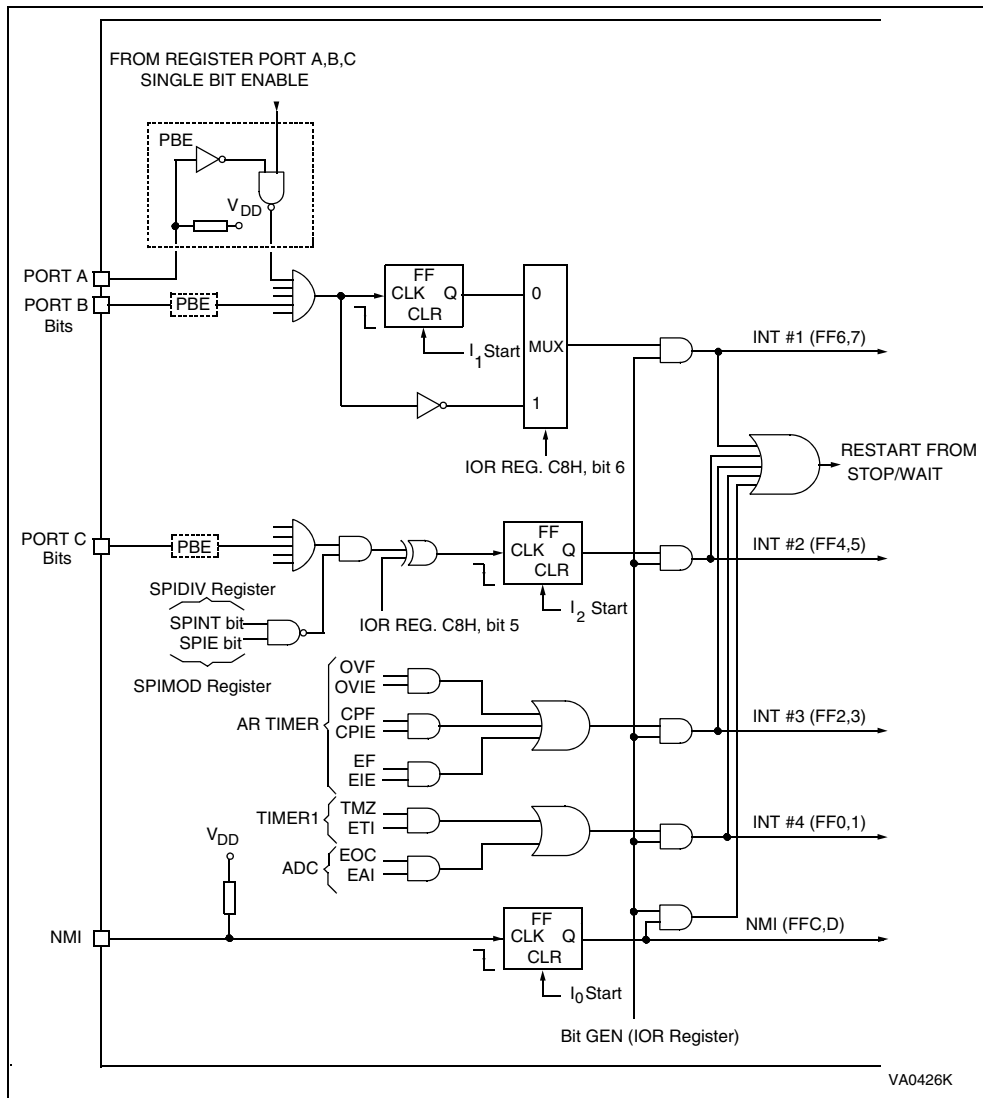 FROM REGISTER PORT A,B,C
SINGLE BIT ENABLE
PBE
VDD
PORT A
PORT B
Bits
PBE
FF
CLK Q
CLR
I1 Start
0
MUX
1
IOR REG. C8H, bit 6
INT #1 (FF6,7)
RESTART FROM
STOP/WAIT
PORT C
Bits
PBE
FF
CLK Q
CLR
I2 Start
INT #2 (FF4,5)
SPIDIV Register
SPINT bit
SPIE bit
SPIMOD Register
IOR REG. C8H, bit 5
AR TIMER
OVF
OVIE
CPF
CPIE
EF
EIE
INT #3 (FF2,3)
TIMER1
TMZ
ETI
ADC
EOC
EAI
INT #4 (FF0,1)
VDD
NMI
FF
CLK Q
CLR
I0 Start
NMI (FFC,D)
Bit GEN (IOR Register)
VA0426K